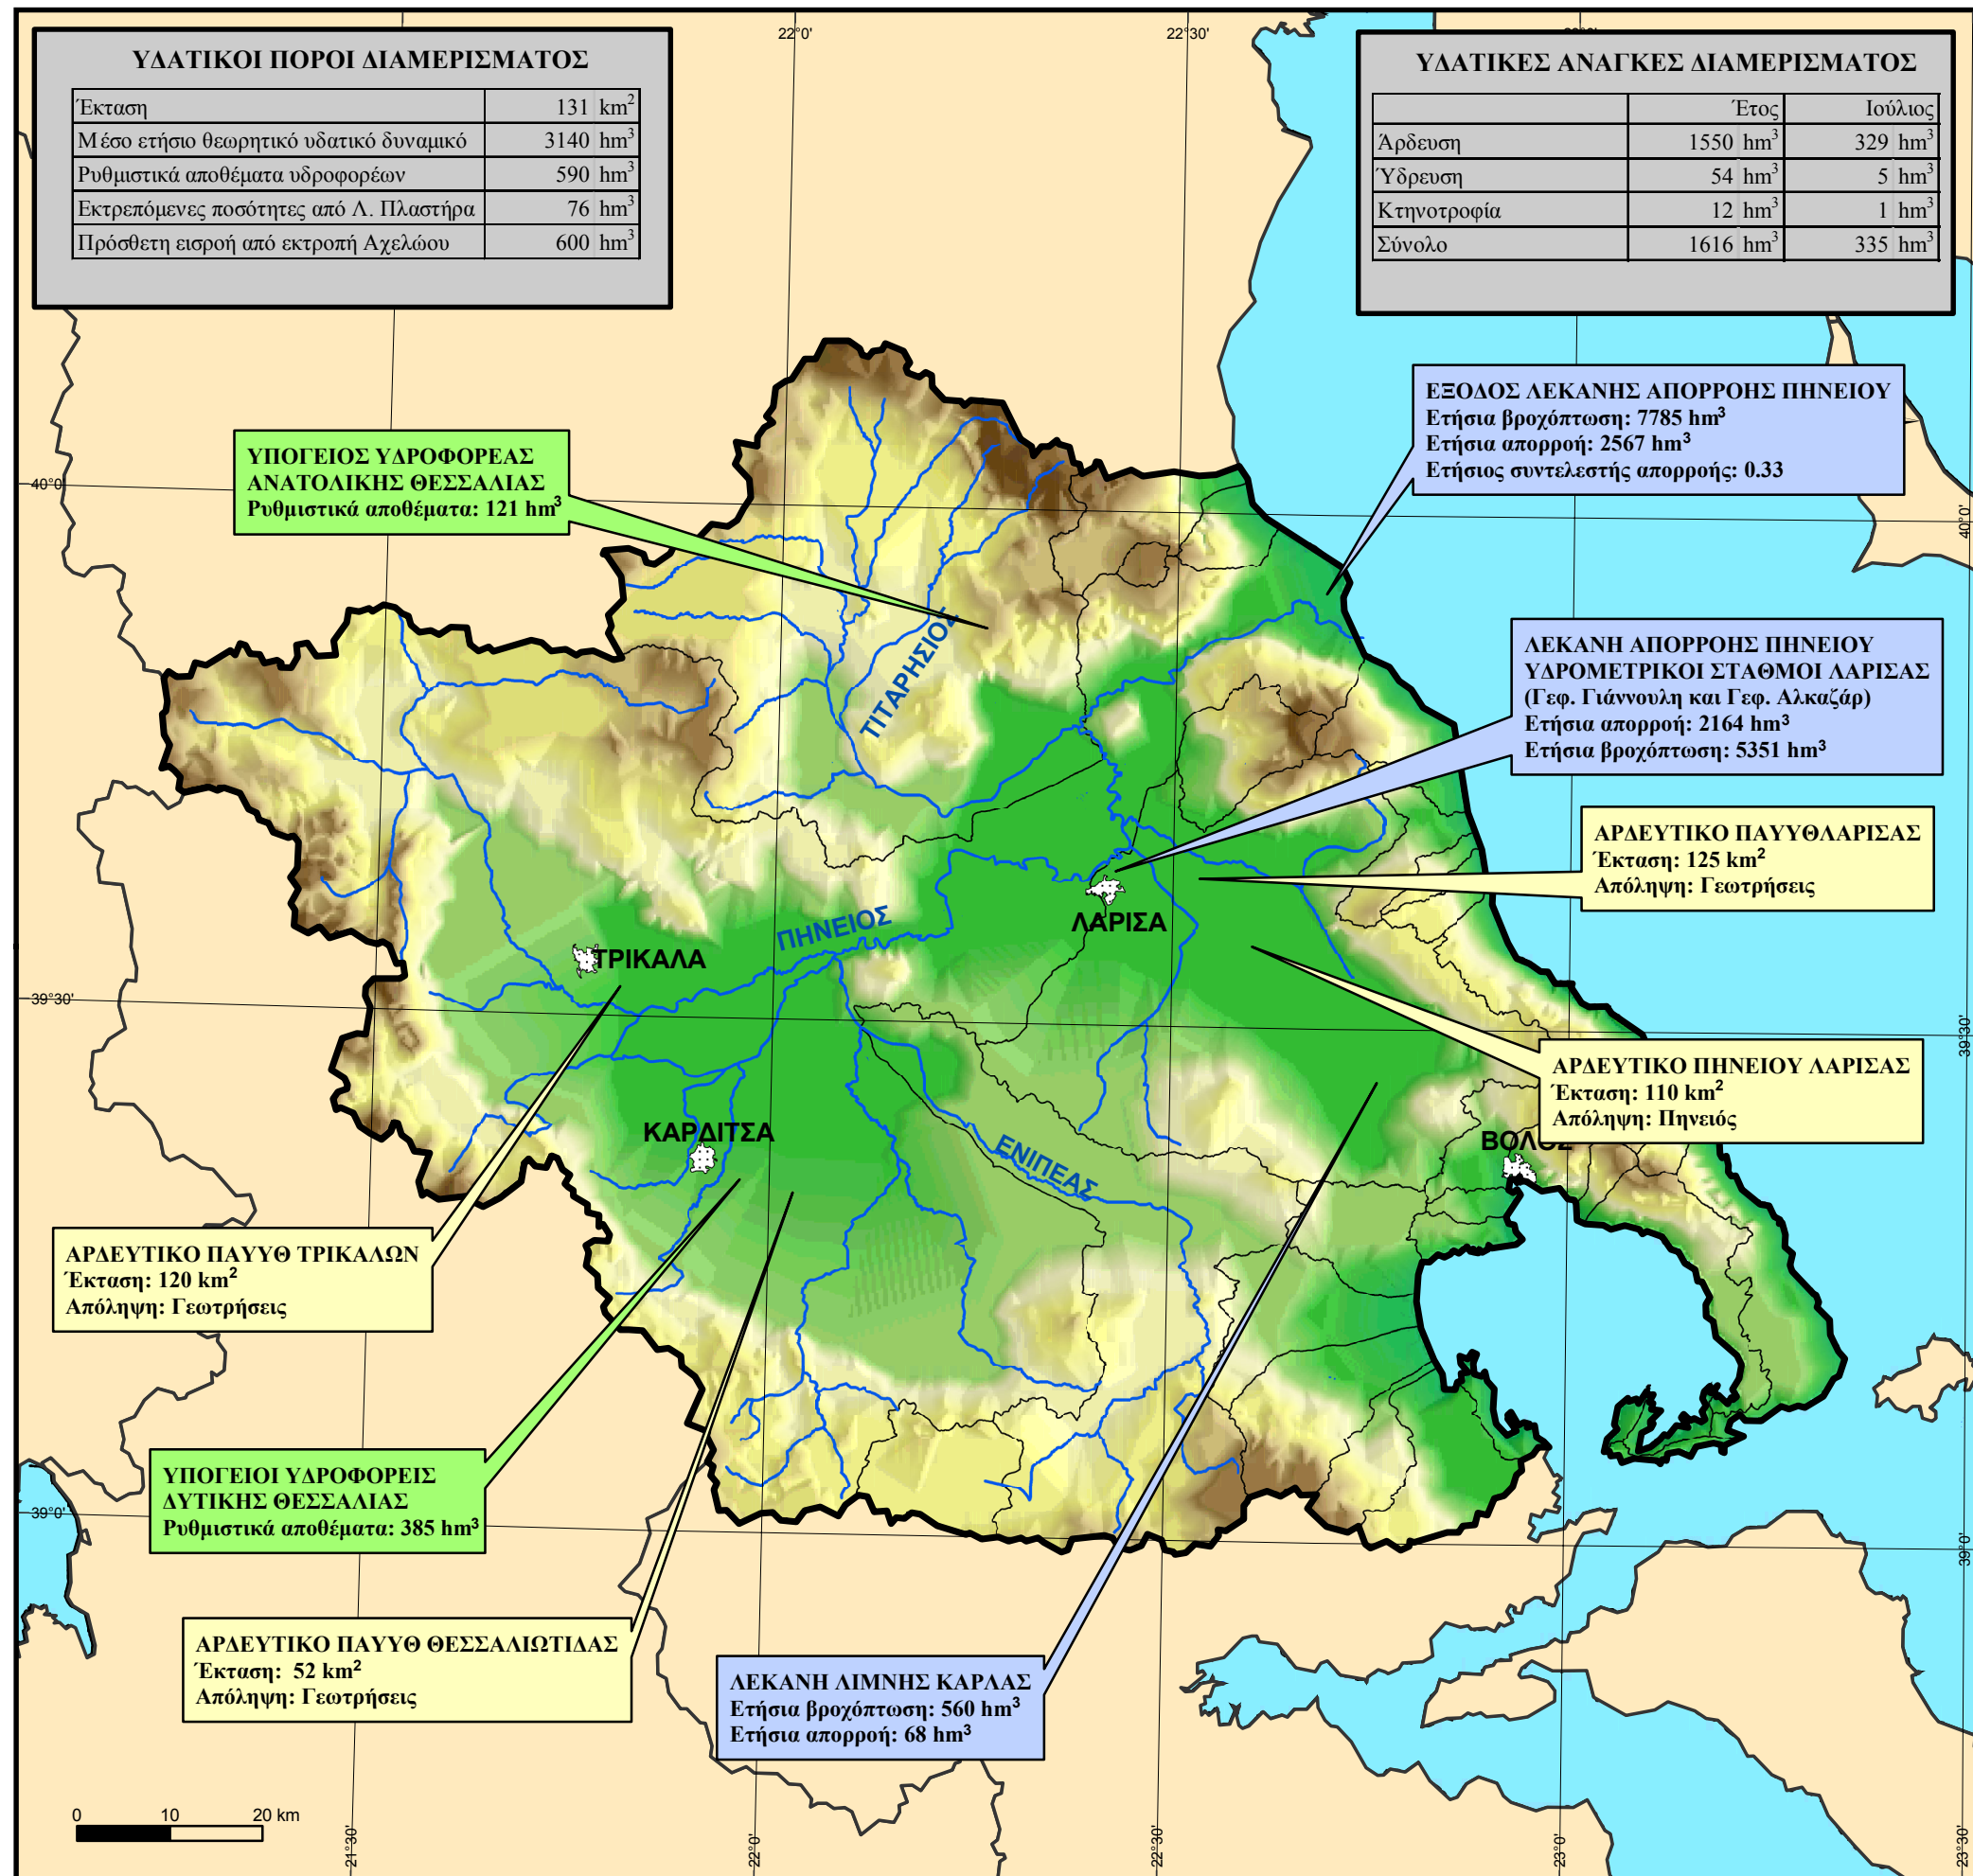 22°0'
22°30'
ΥΔΑΤΙΚΟΙ ΠΟΡΟΙ ΔΙΑΜΕΡΙΣΜΑΤΟΣ
Έκταση 131 km²
Μέσο ετήσιο θεωρητικό υδατικό δυναμικό 3140 hm³
Ρυθμιστικά αποθέματα υδροφορέων 590 hm³
Εκτρεπόμενες ποσότητες από Λ. Πλαστήρα 76 hm³
Πρόσθετη εισροή από εκτροπή Αχελώου 600 hm³
ΥΔΑΤΙΚΕΣ ΑΝΑΓΚΕΣ ΔΙΑΜΕΡΙΣΜΑΤΟΣ
Έτος Ιούλιος
Άρδευση 1550 hm³ 329 hm³
Ύδρευση 54 hm³ 5 hm³
Κτηνοτροφία 12 hm³ 1 hm³
Σύνολο 1616 hm³ 335 hm³
ΕΞΟΔΟΣ ΛΕΚΑΝΗΣ ΑΠΟΡΡΟΗΣ ΠΗΝΕΙΟΥ
Ετήσια βροχόπτωση: 7785 hm³
Ετήσια απορροή: 2567 hm³
Ετήσιος συντελεστής απορροής: 0.33
ΥΠΟΓΕΙΟΣ ΥΔΡΟΦΟΡΕΑΣ
ΑΝΑΤΟΛΙΚΗΣ ΘΕΣΣΑΛΙΑΣ
Ρυθμιστικά αποθέματα: 121 hm³
40°0'
40°0'
ΛΕΚΑΝΗ ΑΠΟΡΡΟΗΣ ΠΗΝΕΙΟΥ
ΥΔΡΟΜΕΤΡΙΚΟΙ ΣΤΑΘΜΟΙ ΛΑΡΙΣΑΣ
(Γεφ. Γιάννουλη και Γεφ. Αλκαζάρ)
Ετήσια απορροή: 2164 hm³
Ετήσια βροχόπτωση: 5351 hm³
ΤΙΤΑΡΗΣΙΟΣ
ΑΡΔΕΥΤΙΚΟ ΠΑΥΥΘΛΑΡΙΣΑΣ
Έκταση: 125 km²
Απόληψη: Γεωτρήσεις
ΠΗΝΕΙΟΣ
ΛΑΡΙΣΑ
ΤΡΙΚΑΛΑ
39°30'
39°30'
ΑΡΔΕΥΤΙΚΟ ΠΗΝΕΙΟΥ ΛΑΡΙΣΑΣ
Έκταση: 110 km²
Απόληψη: Πηνειός
ΚΑΡΔΙΤΣΑ
ΕΝΙΠΕΑΣ
ΒΟΛΟΣ
ΑΡΔΕΥΤΙΚΟ ΠΑΥΥΘ ΤΡΙΚΑΛΩΝ
Έκταση: 120 km²
Απόληψη: Γεωτρήσεις
ΥΠΟΓΕΙΟΙ ΥΔΡΟΦΟΡΕΙΣ
ΔΥΤΙΚΗΣ ΘΕΣΣΑΛΙΑΣ
Ρυθμιστικά αποθέματα: 385 hm³
39°0'
39°0'
ΑΡΔΕΥΤΙΚΟ ΠΑΥΥΘ ΘΕΣΣΑΛΙΩΤΙΔΑΣ
Έκταση: 52 km²
Απόληψη: Γεωτρήσεις
ΛΕΚΑΝΗ ΛΙΜΝΗΣ ΚΑΡΛΑΣ
Ετήσια βροχόπτωση: 560 hm³
Ετήσια απορροή: 68 hm³
0 10 20 km
21°30'
22°0'
22°30'
23°0'
23°30'